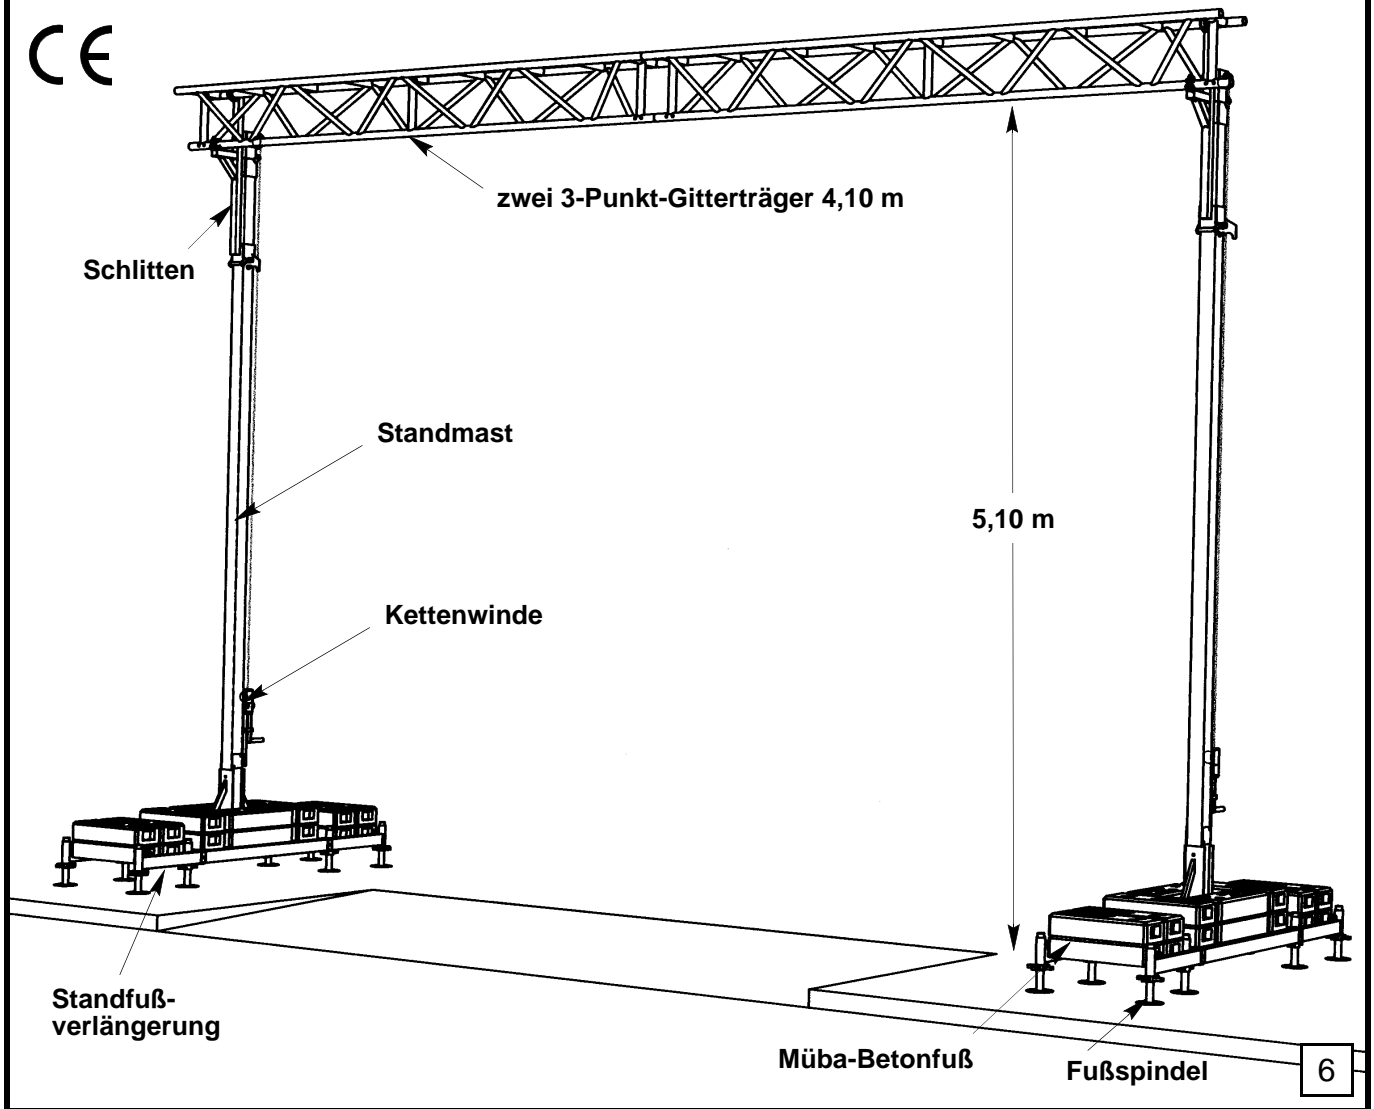 CE
zwei 3-Punkt-Gitterträger 4,10 m
Schlitten
Standmast
5,10 m
Kettenwinde
Standfuß-
verlängerung
Müba-Betonfuß
Fußspindel
6